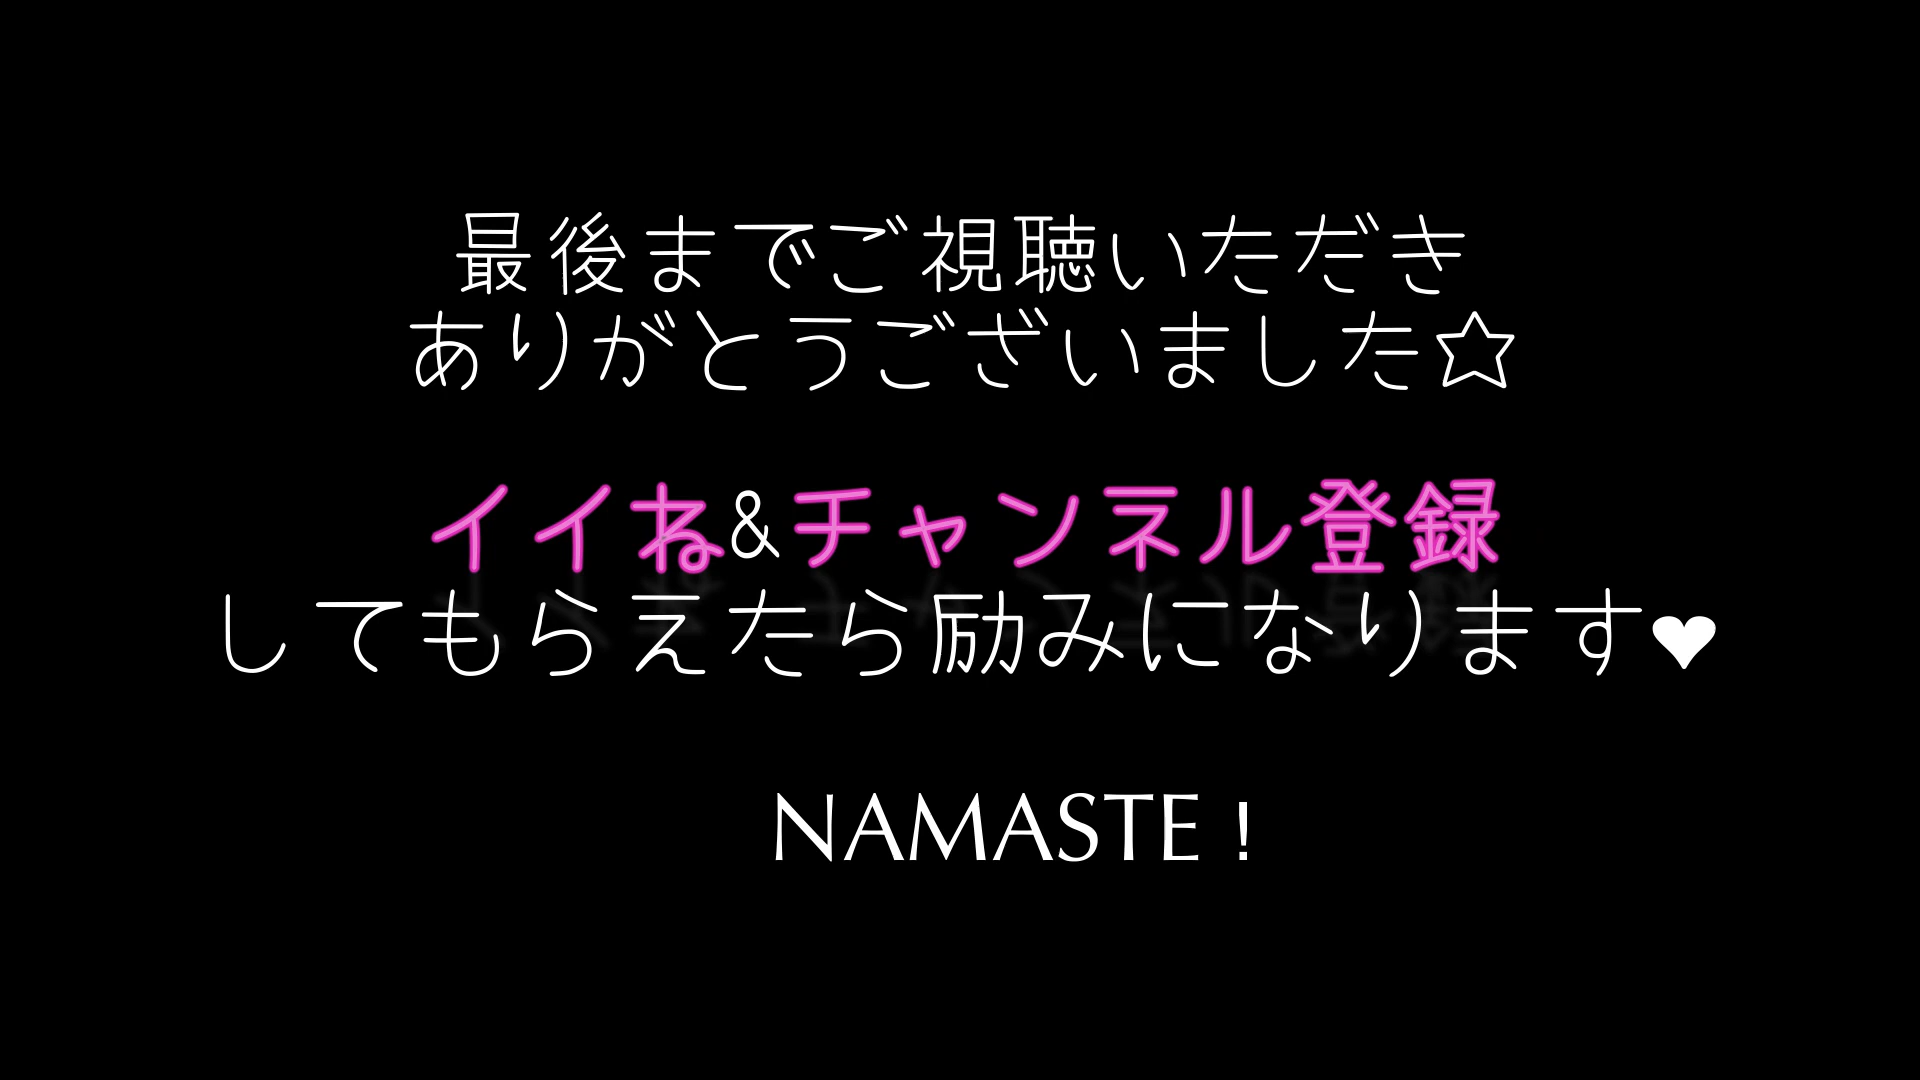 最後までご視聴いただき
ありがとうございました☆
イイね&チャンネル登録
してもらえたら励みになります♥
NAMASTE！